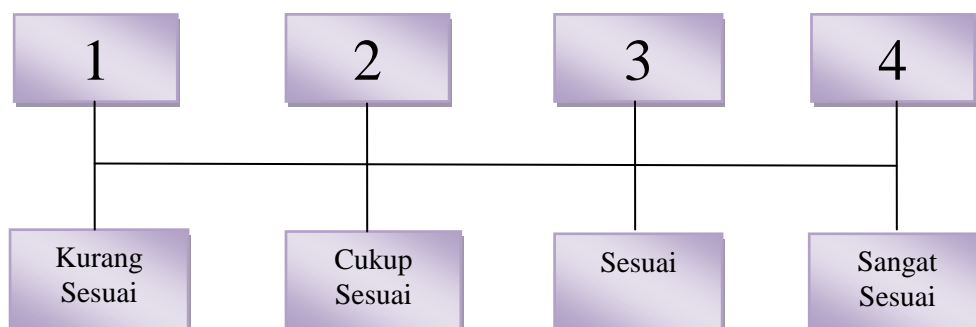 1
2
3
4
Kurang
Sesuai
Cukup
Sesuai
Sesuai
Sangat
Sesuai